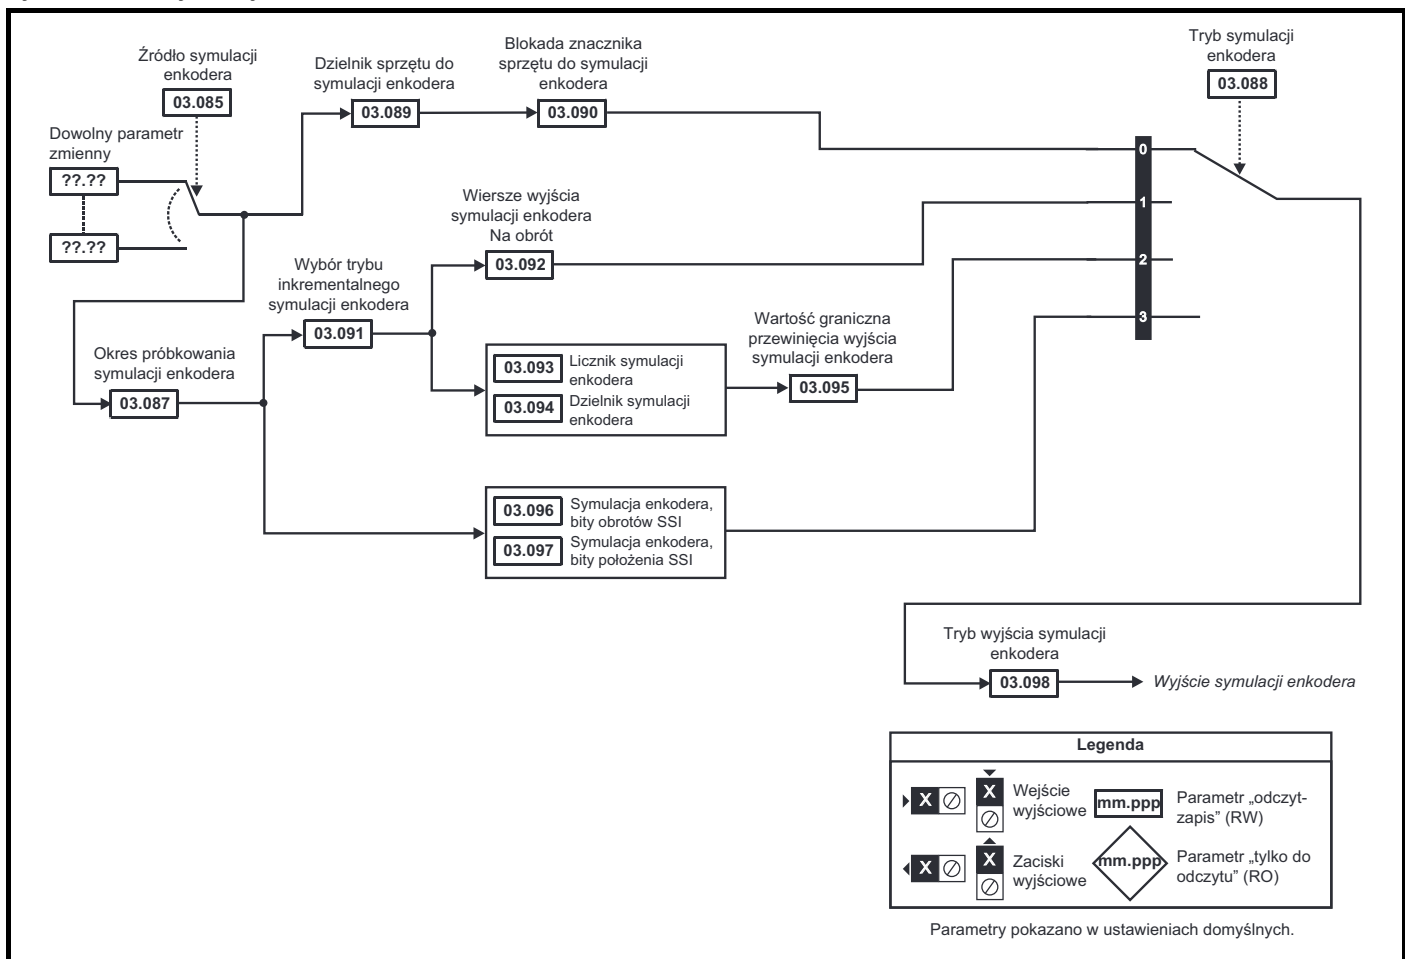 Źródło symulacji
enkodera
03.085
Dzielnik sprzętu do
symulacji enkodera
03.089
Blokada znacznika
sprzętu do symulacji
enkodera
03.090
Tryb symulacji
enkodera
03.088
Dowolny parametr
zmienny
??.??
??.??
0
1
2
3
Wiersze wyjścia
symulacji enkodera
Na obrót
03.092
Wybór trybu
inkrementalnego
symulacji enkodera
03.091
Okres próbkowania
symulacji enkodera
03.087
03.093 Licznik symulacji
enkodera
03.094 Dzielnik symulacji
enkodera
Wartość graniczna
przewinięcia wyjścia
symulacji enkodera
03.095
03.096 Symulacja enkodera,
bity obrotów SSI
03.097 Symulacja enkodera,
bity położenia SSI
Tryb wyjścia symulacji
enkodera
03.098
Wyjście symulacji enkodera
Legenda
X X Wejście
wyjściowe
mm.ppp Parametr „odczyt-
zapis” (RW)
X X Zaciski
wyjściowe
mm.ppp Parametr „tylko do
odczytu” (RO)
Parametry pokazano w ustawieniach domyślnych.